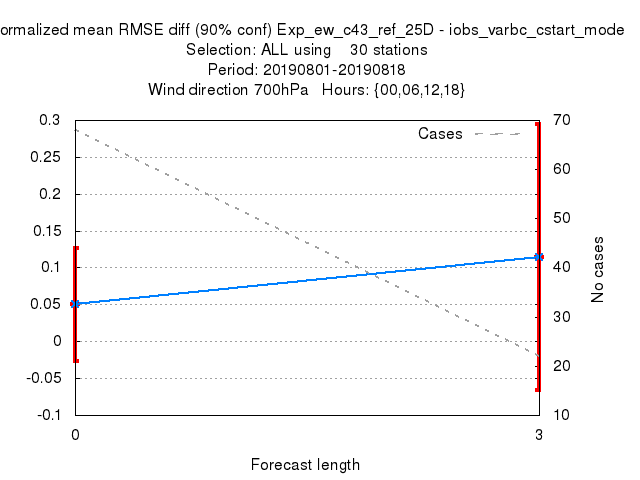 ormalized mean RMSE diff (90% conf) Exp_ew_c43_ref_25D - iobs_varbc_cstart_mode
Selection: ALL using 30 stations
Period: 20190801-20190818
Wind direction 700hPa Hours: {00,06,12,18}
Cases
0.3
0.25
0.2
0.15
0.1
0.05
0
-0.05
-0.1
70
60
50
40
30
20
10
No cases
0 3
Forecast length